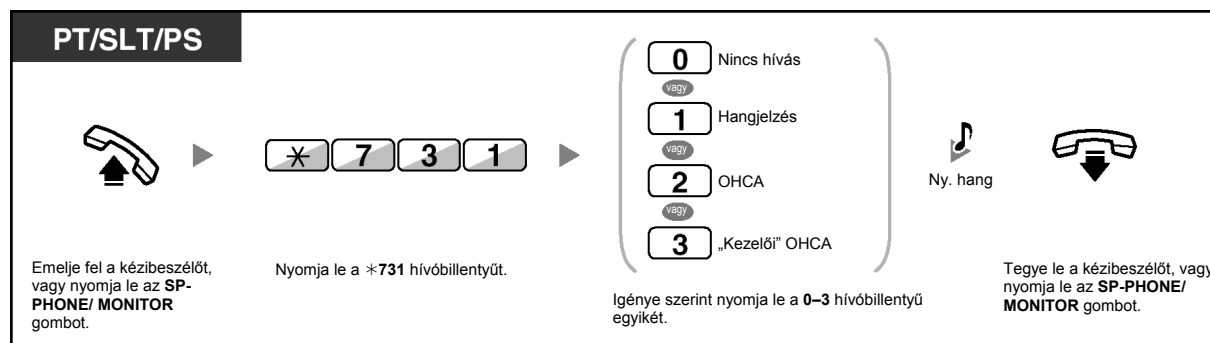 PT/SLT/PS
0 Nincs hívás
vagy
1 Hangjelzés
vagy
2 OHCA
vagy
3 „Kezelői” OHCA
＊ 7 3 1
Ny. hang
Emelje fel a kézibeszélőt,
vagy nyomja le az SP-
PHONE/ MONITOR
gombot.
Nyomja le a ＊731 hívóbillentyűt.
Igénye szerint nyomja le a 0–3 hívóbillentyű
egyikét.
Tegye le a kézibeszélőt, vagy
nyomja le az SP-PHONE/
MONITOR gombot.